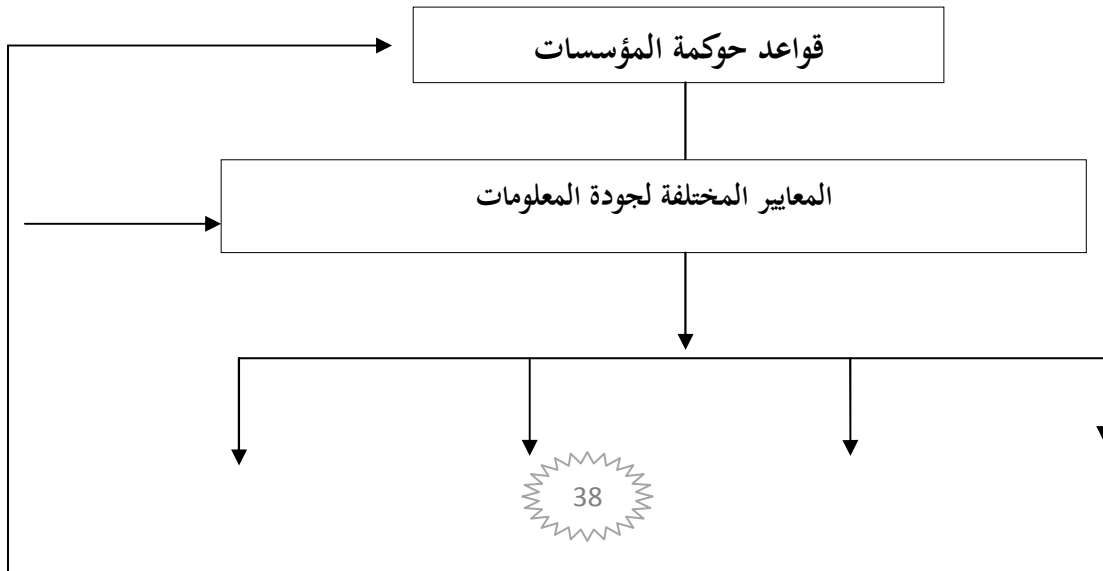 قواعد حوكمة المؤسسات
المعايير المختلفة لجودة المعلومات
38